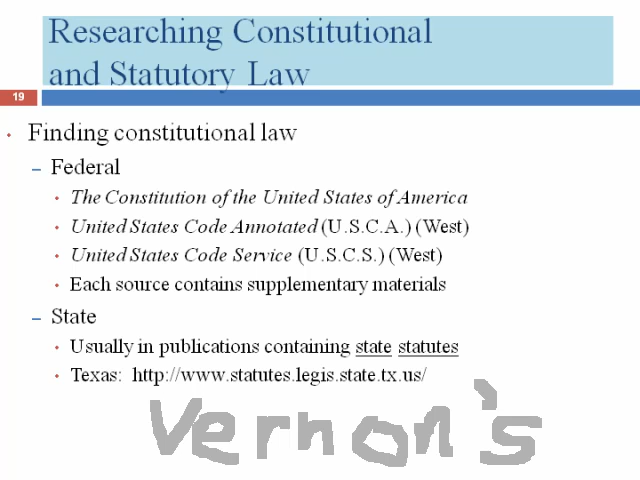 Researching Constitutional
and Statutory Law
19
• Finding constitutional law
– Federal
• The Constitution of the United States of America
• United States Code Annotated (U.S.C.A.) (West)
• United States Code Service (U.S.C.S.) (West)
• Each source contains supplementary materials
– State
• Usually in publications containing state statutes
• Texas: http://www.statutes.legis.state.tx.us/
Vernon's